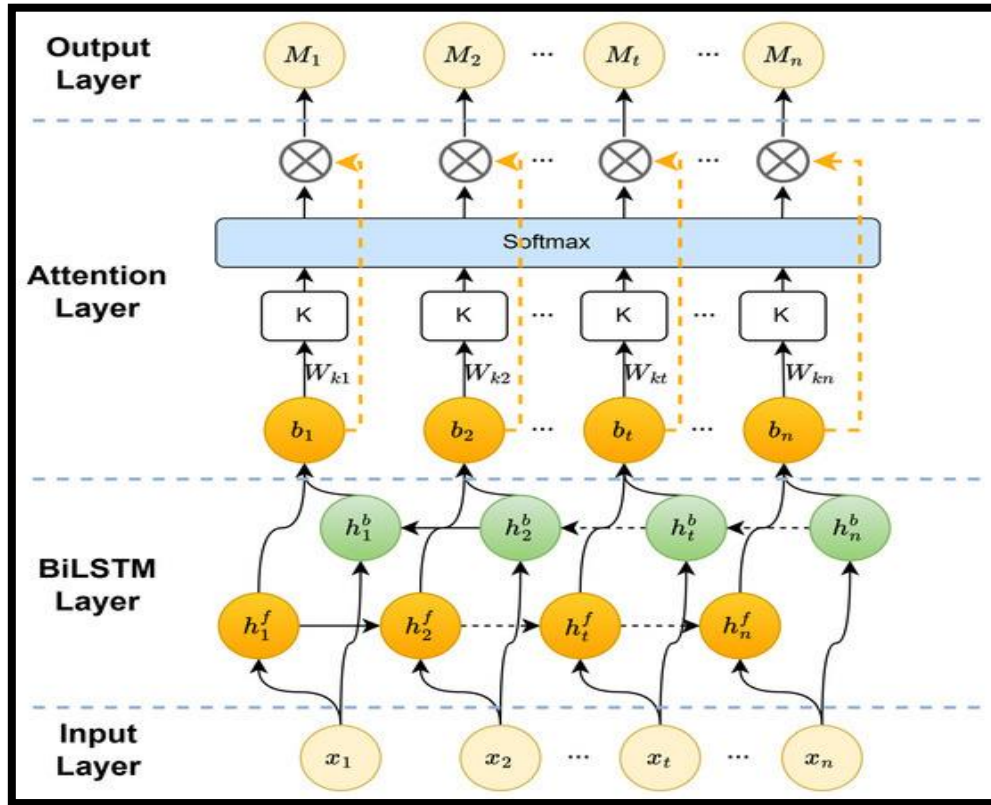 Output
Layer
M₁ M₂ ... Mₜ ... Mₙ
... ...
Softmax
Attention
Layer
K K ... K ... K
Wₖ₁ Wₖ₂ Wₖₜ Wₖₙ
b₁ b₂ ... bₜ ... bₙ
h₁ᵇ h₂ᵇ hₜᵇ hₙᵇ
BiLSTM
Layer
h₁ᶠ h₂ᶠ hₜᶠ hₙᶠ
Input
Layer
x₁ x₂ ... xₜ ... xₙ